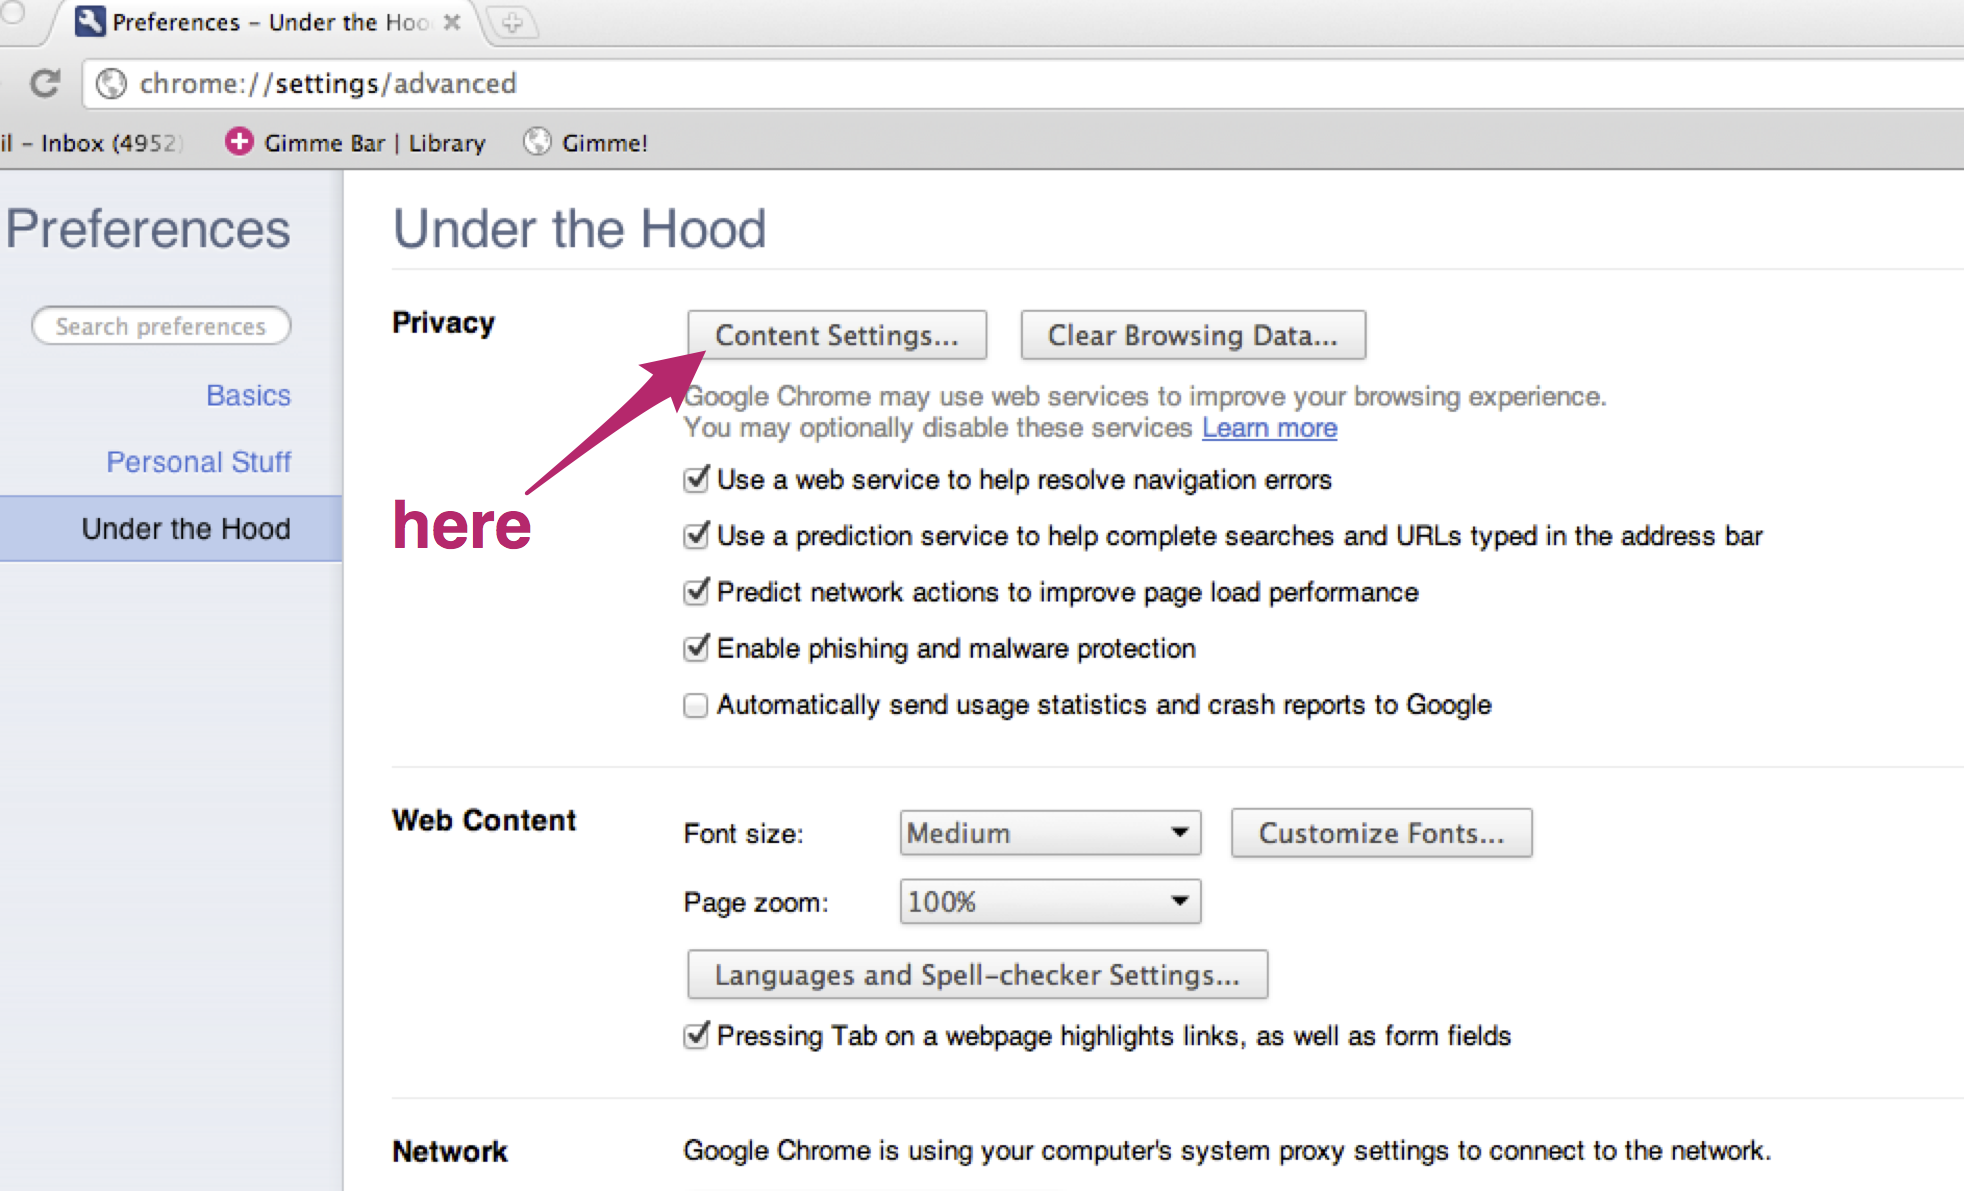 Preferences – Under the Hoo
chrome://settings/advanced
il – Inbox (4952)
Gimme Bar | Library
Gimme!
Preferences
Search preferences
Basics
Personal Stuff
Under the Hood
Under the Hood
Privacy
Content Settings...
Clear Browsing Data...
Google Chrome may use web services to improve your browsing experience.
You may optionally disable these services Learn more
here
Use a web service to help resolve navigation errors
Use a prediction service to help complete searches and URLs typed in the address bar
Predict network actions to improve page load performance
Enable phishing and malware protection
Automatically send usage statistics and crash reports to Google
Web Content
Font size:
Medium
Customize Fonts...
Page zoom:
100%
Languages and Spell-checker Settings...
Pressing Tab on a webpage highlights links, as well as form fields
Network
Google Chrome is using your computer's system proxy settings to connect to the network.